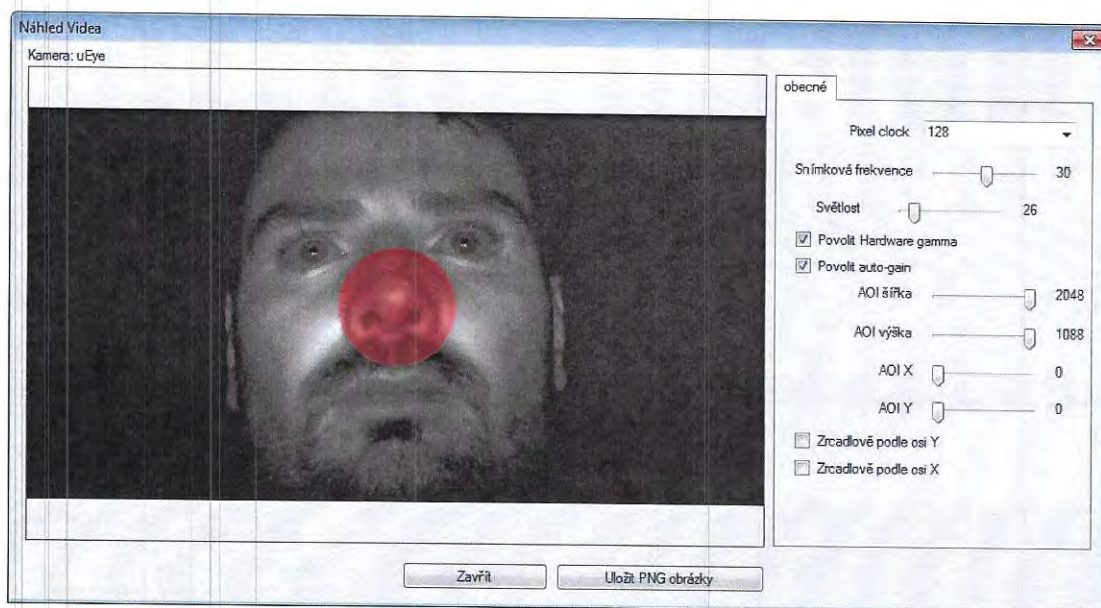 Náhled Videa
Kamera: uEye
obecné
Pixel clock 128
Snímková frekvence 30
Světlost 26
Povolit Hardware gamma
Povolit auto-gain
AOI šířka 2048
AOI výška 1088
AOI X 0
AOI Y 0
Zrcadlově podle osi Y
Zrcadlově podle osi X
Zavřít Uložit PNG obrázky